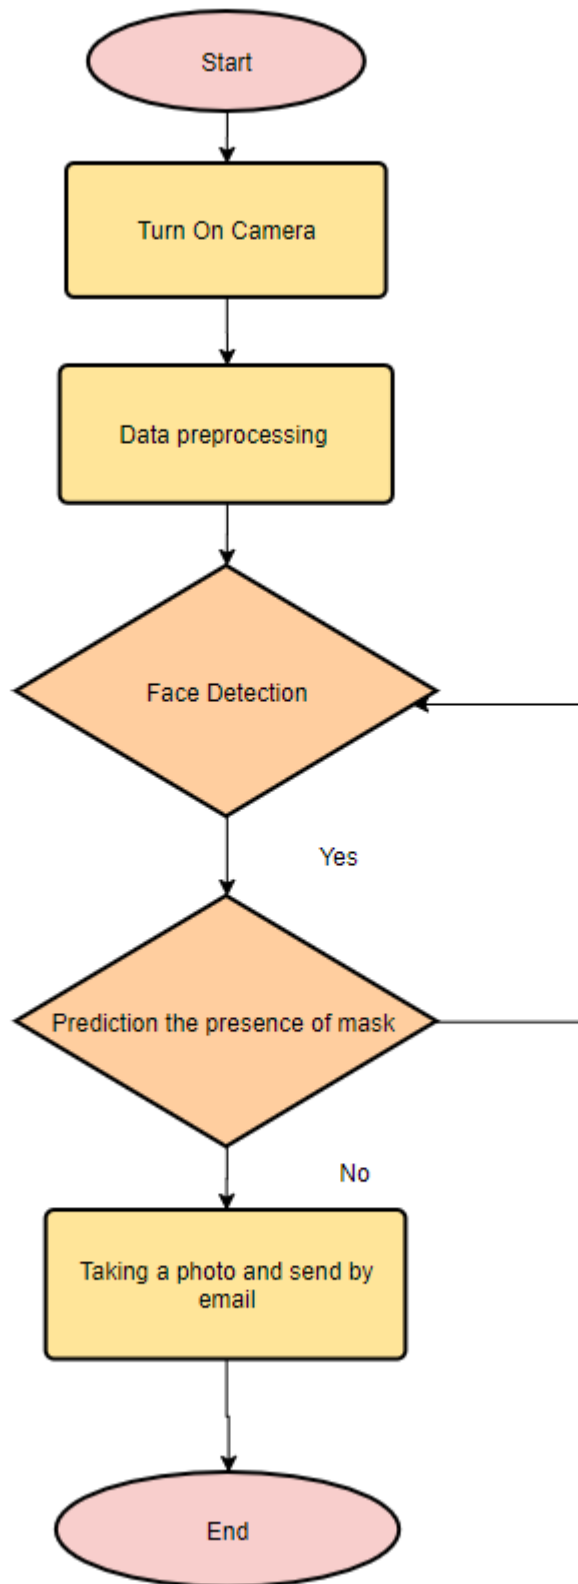 Start
Turn On Camera
Data preprocessing
Face Detection
Yes
Prediction the presence of mask
No
Taking a photo and send by
email
End